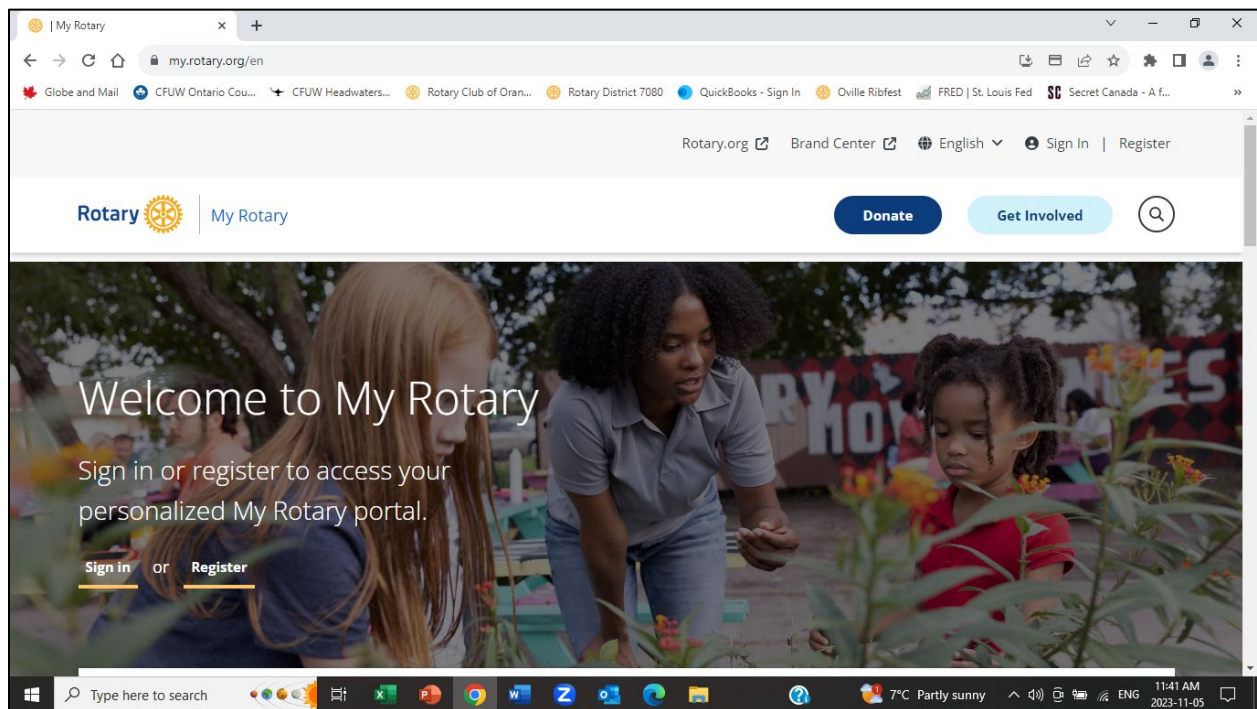 | My Rotary
my.rotary.org/en
Globe and Mail CFUW Ontario Cou... CFUW Headwaters... Rotary Club of Oran... Rotary District 7080 QuickBooks - Sign In Oville Ribfest FRED | St. Louis Fed SC Secret Canada - A f...
Rotary.org Brand Center English Sign In | Register
Rotary My Rotary Donate Get Involved
Welcome to My Rotary
Sign in or register to access your
personalized My Rotary portal.
Sign in or Register
Type here to search 7°C Partly sunny ENG 11:41 AM
2023-11-05